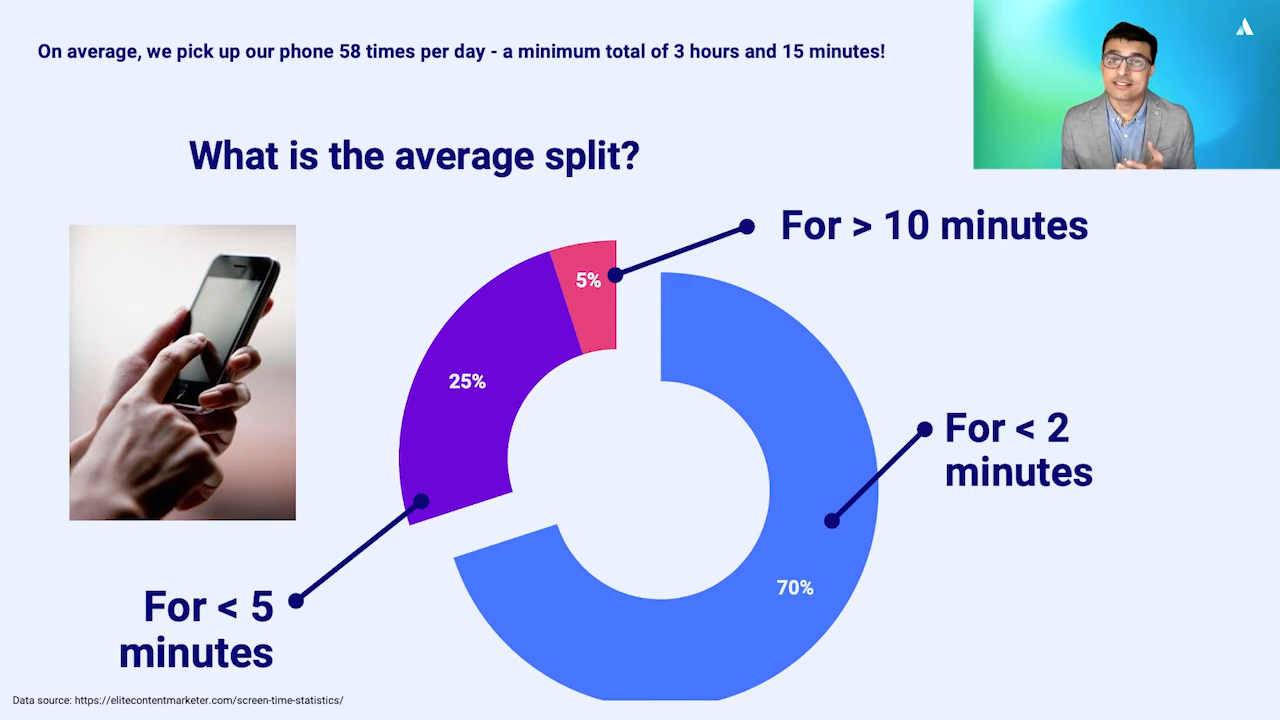 On average, we pick up our phone 58 times per day - a minimum total of 3 hours and 15 minutes!
What is the average split?
For > 10 minutes
5%
25%
For < 2
minutes
70%
For < 5
minutes
Data source: https://elitecontentmarketer.com/screen-time-statistics/